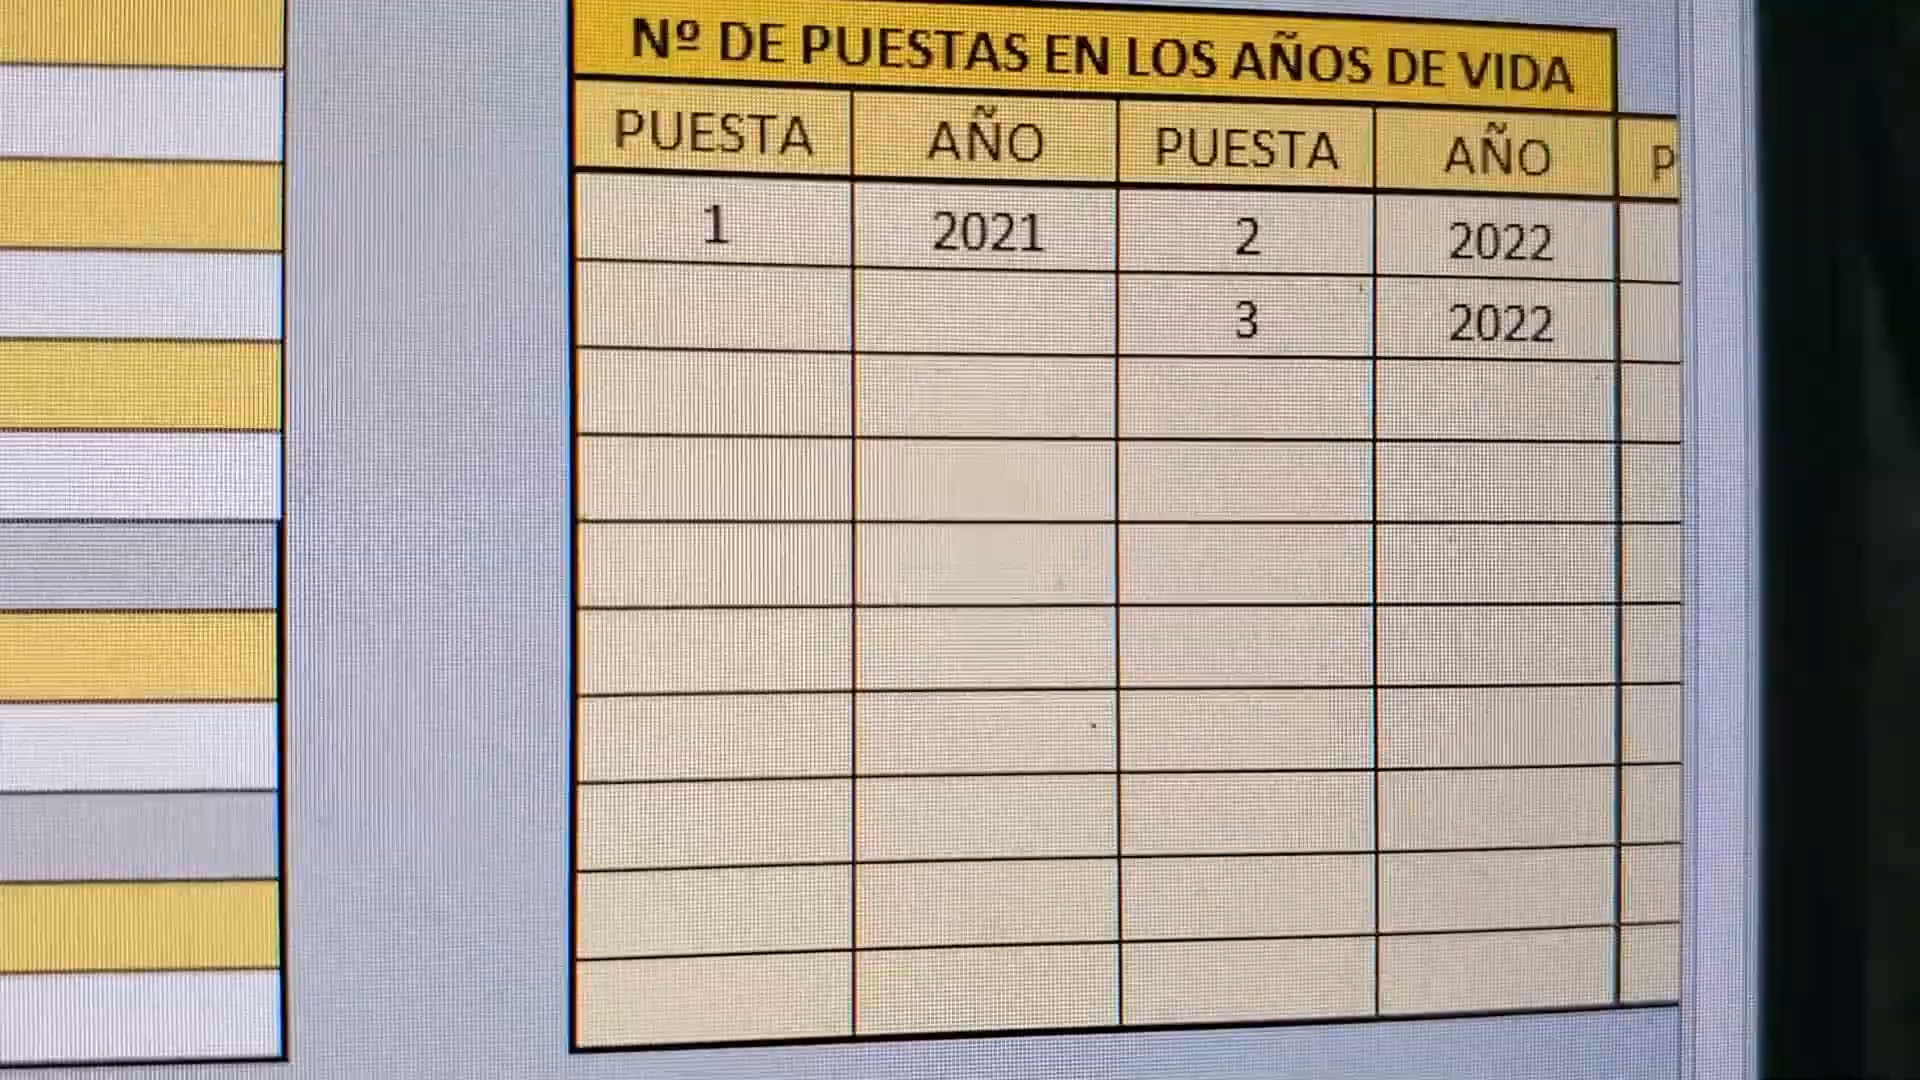 Nº DE PUESTAS EN LOS AÑOS DE VIDA
PUESTA AÑO PUESTA AÑO P
1 2021 2 2022
3 2022